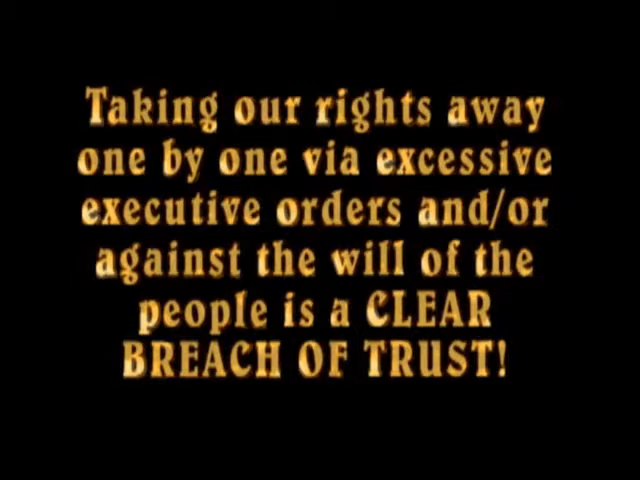 Taking our rights away
one by one via excessive
executive orders and/or
against the will of the
people is a CLEAR
BREACH OF TRUST!